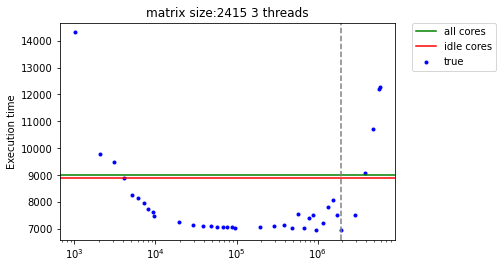 matrix size:2415 3 threads
Execution time
14000
13000
12000
11000
10000
9000
8000
7000
10³
10⁴
10⁵
10⁶
all cores
idle cores
true